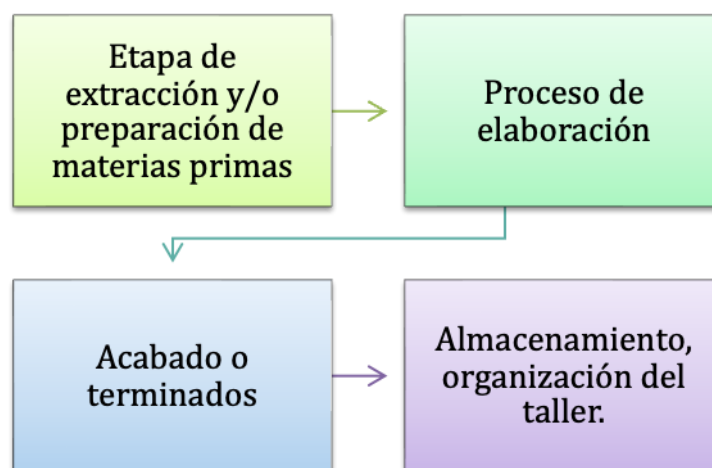 Etapa de
extracción y/o
preparación de
materias primas
Proceso de
elaboración
Acabado o
terminados
Almacenamiento,
organización del
taller.